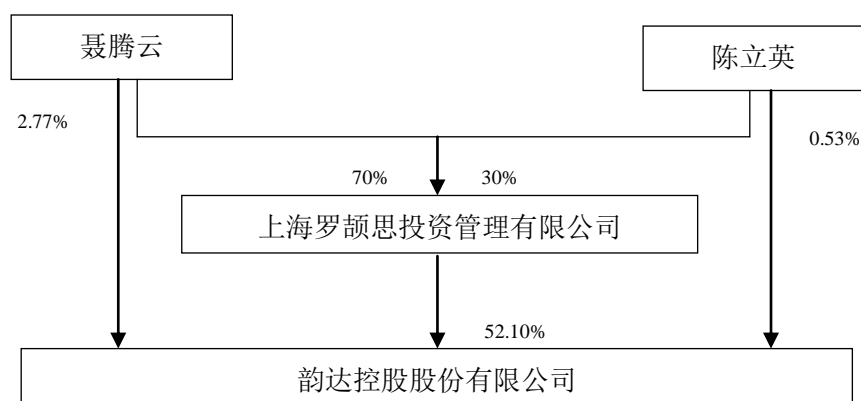 聂腾云
陈立英
2.77%
0.53%
70%
30%
上海罗颉思投资管理有限公司
52.10%
韵达控股股份有限公司